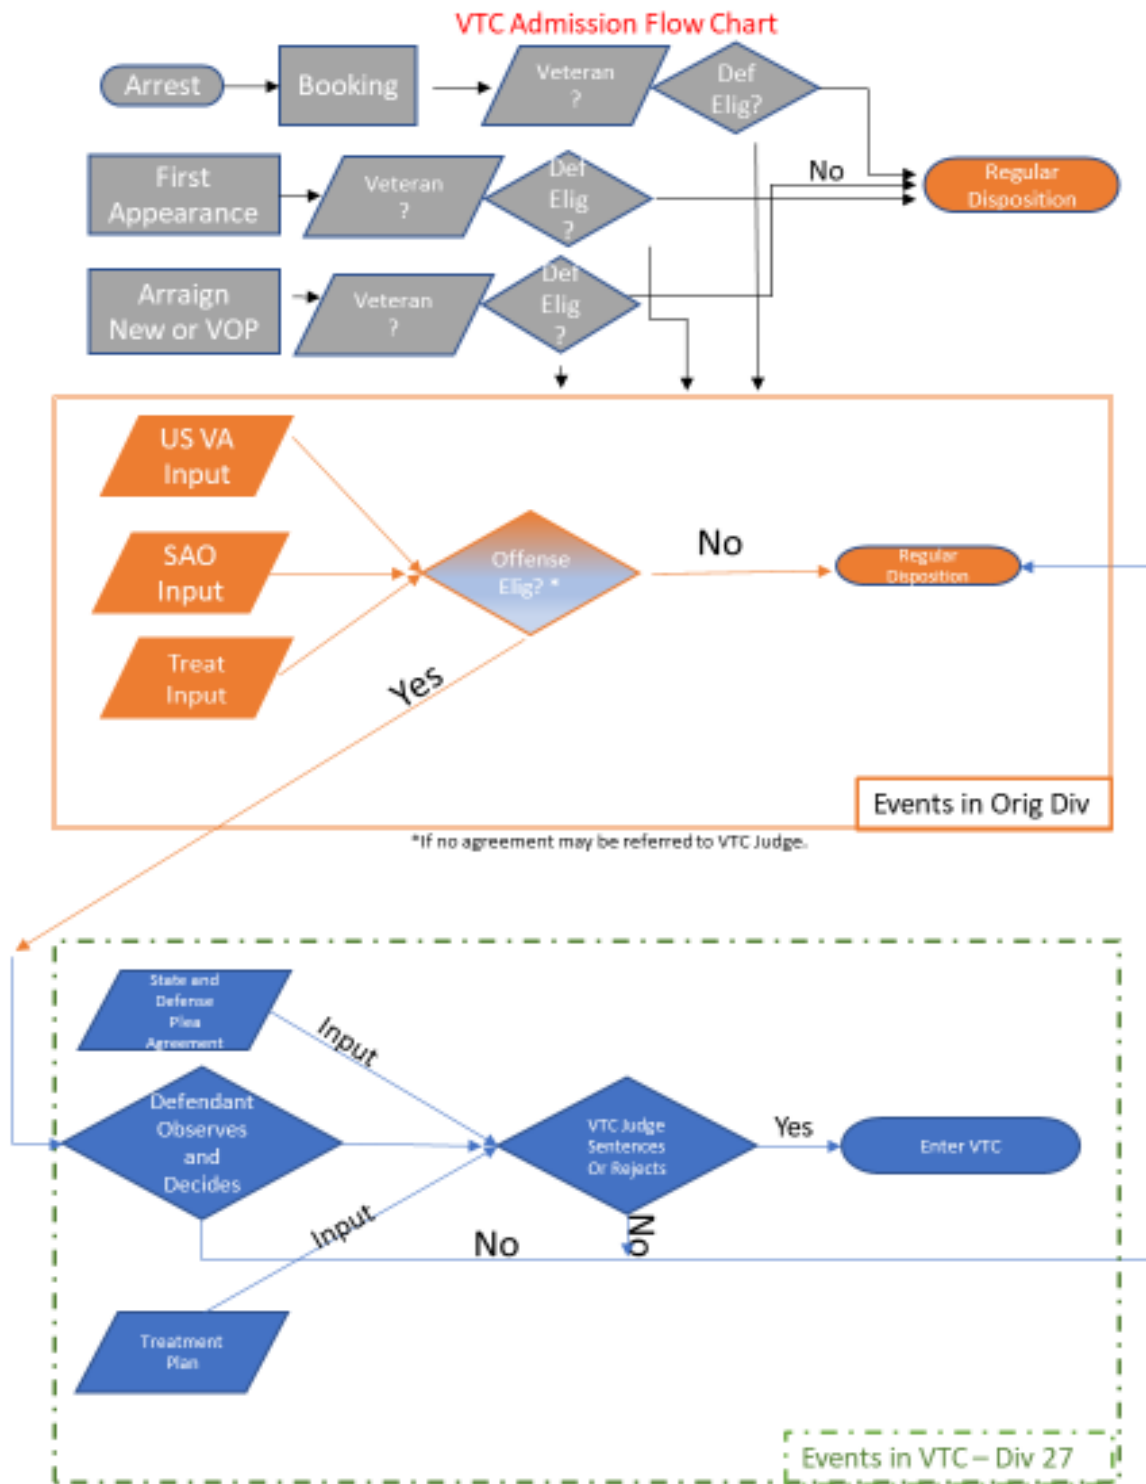 VTC Admission Flow Chart
Arrest
Booking
Veteran
?
Def
Elig?
First
Appearance
Veteran
?
Def
Elig
?
No
Regular
Disposition
Arraign
New or VOP
Veteran
?
Def
Elig
?
US VA
Input
SAO
Input
Treat
Input
Offense
Elig? *
No
Regular
Disposition
Yes
Events in Orig Div
*If no agreement may be referred to VTC Judge.
State and
Defense
Plea
Agreement
Input
Defendant
Observes
and
Decides
VTC Judge
Sentences
Or Rejects
Yes
Enter VTC
Input
No
No
Treatment
Plan
Events in VTC – Div 27